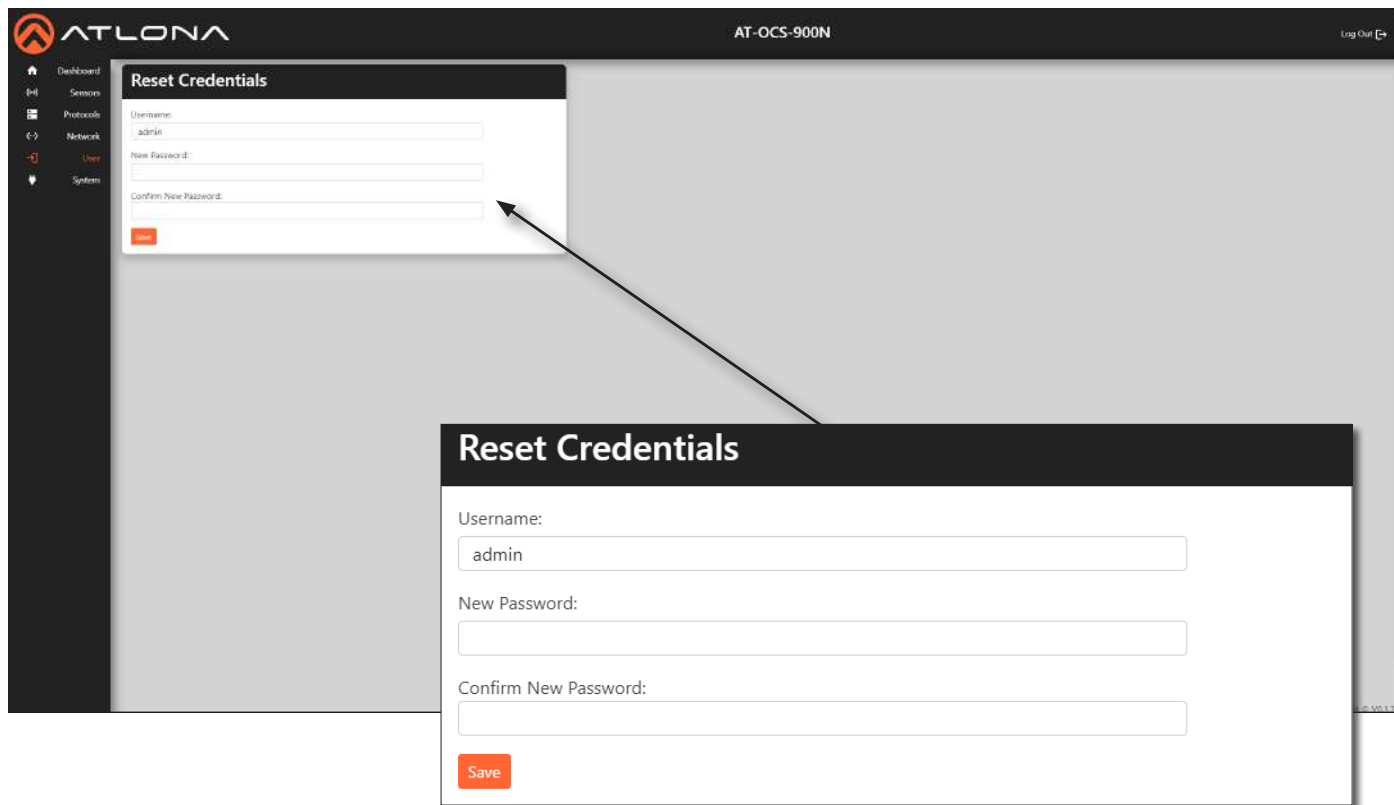 ATLONA
AT-OCS-900N
Log Out
Dashboard
Sensors
Protocols
Network
User
System
Reset Credentials
Username:
admin
New Password:
Confirm New Password:
Save
Reset Credentials
Username:
admin
New Password:
Confirm New Password:
Save